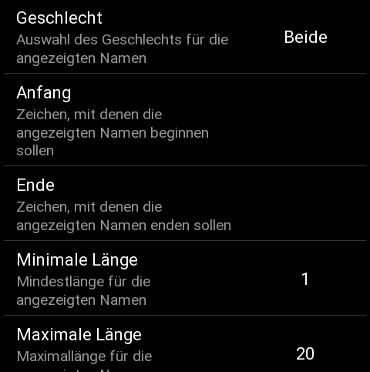 Geschlecht
Auswahl des Geschlechts für die
angezeigten Namen
Beide
Anfang
Zeichen, mit denen die
angezeigten Namen beginnen
sollen
Ende
Zeichen, mit denen die
angezeigten Namen enden sollen
Minimale Länge
Mindestlänge für die
angezeigten Namen
1
Maximale Länge
Maximallänge für die
20